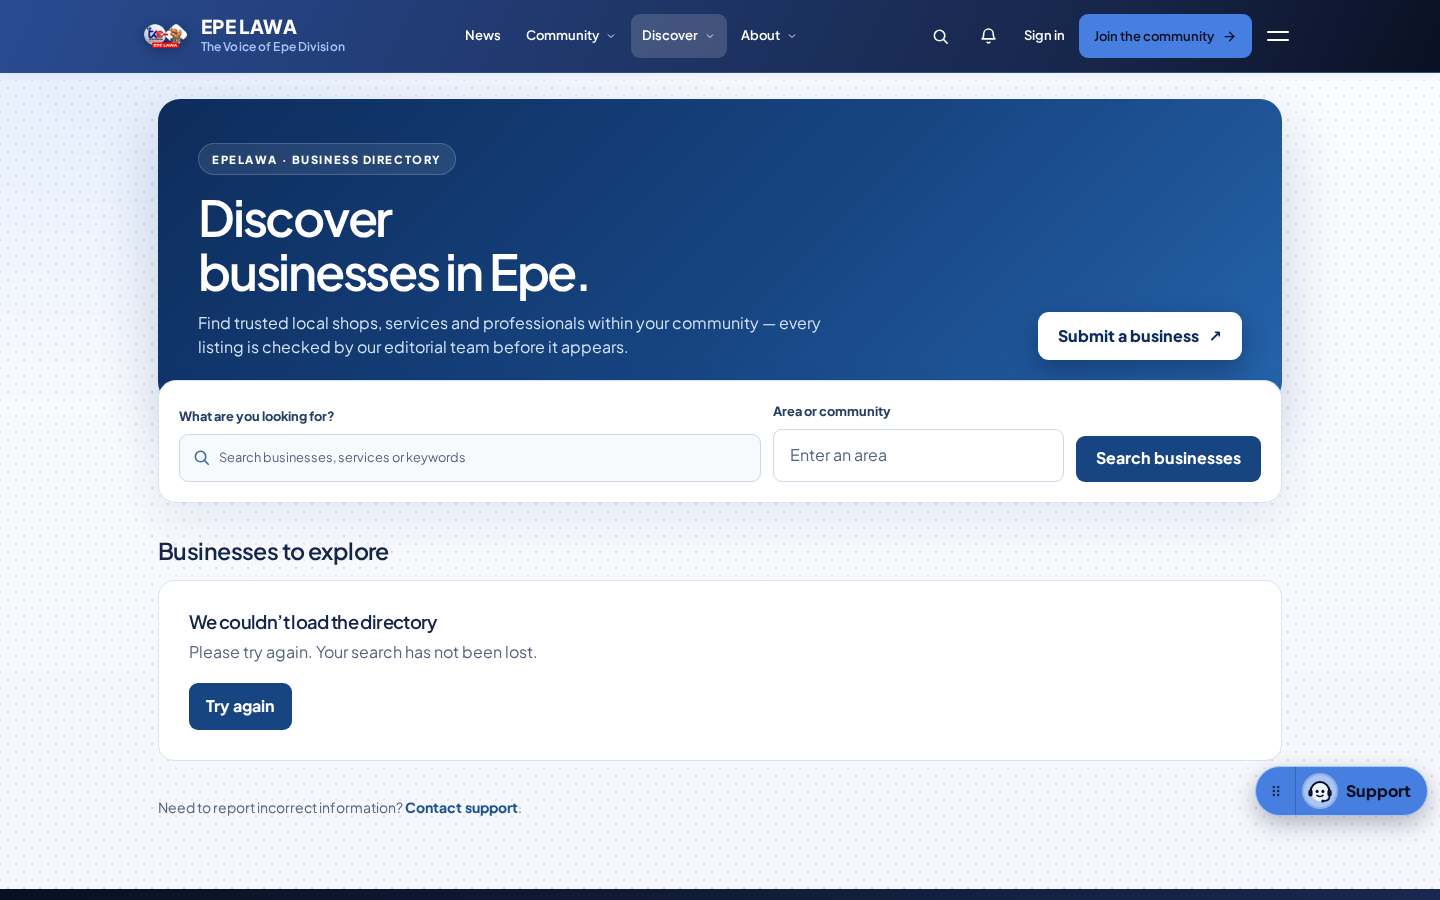 EPE LAWA
EPE LAWA
The Voice of Epe Division
News
Community
Discover
About
Sign in
Join the community
EPELAWA · BUSINESS DIRECTORY
Discover
businesses in Epe.
Find trusted local shops, services and professionals within your community — every
listing is checked by our editorial team before it appears.
Submit a business ↗
What are you looking for?
Search businesses, services or keywords
Area or community
Enter an area
Search businesses
Businesses to explore
We couldn’t load the directory
Please try again. Your search has not been lost.
Try again
Need to report incorrect information? Contact support.
Support